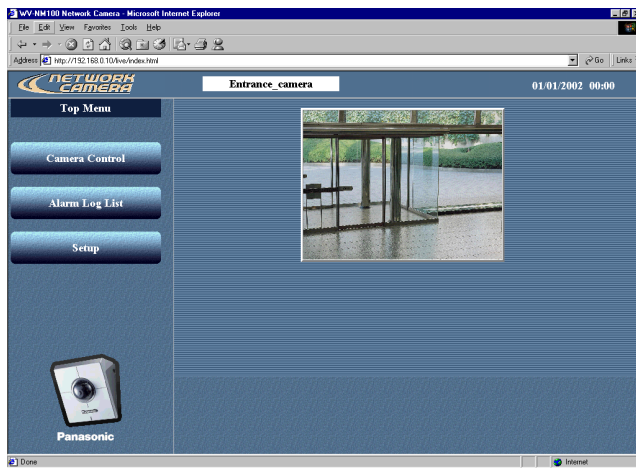 WV-NM100 Network Camera - Microsoft Internet Explorer
File Edit View Favorites Tools Help
Address http://192.168.0.10/live/index.html Go Links
NETWORK CAMERA
Entrance_camera
01/01/2002 00:00
Top Menu
Camera Control
Alarm Log List
Setup
Panasonic
Done
Internet